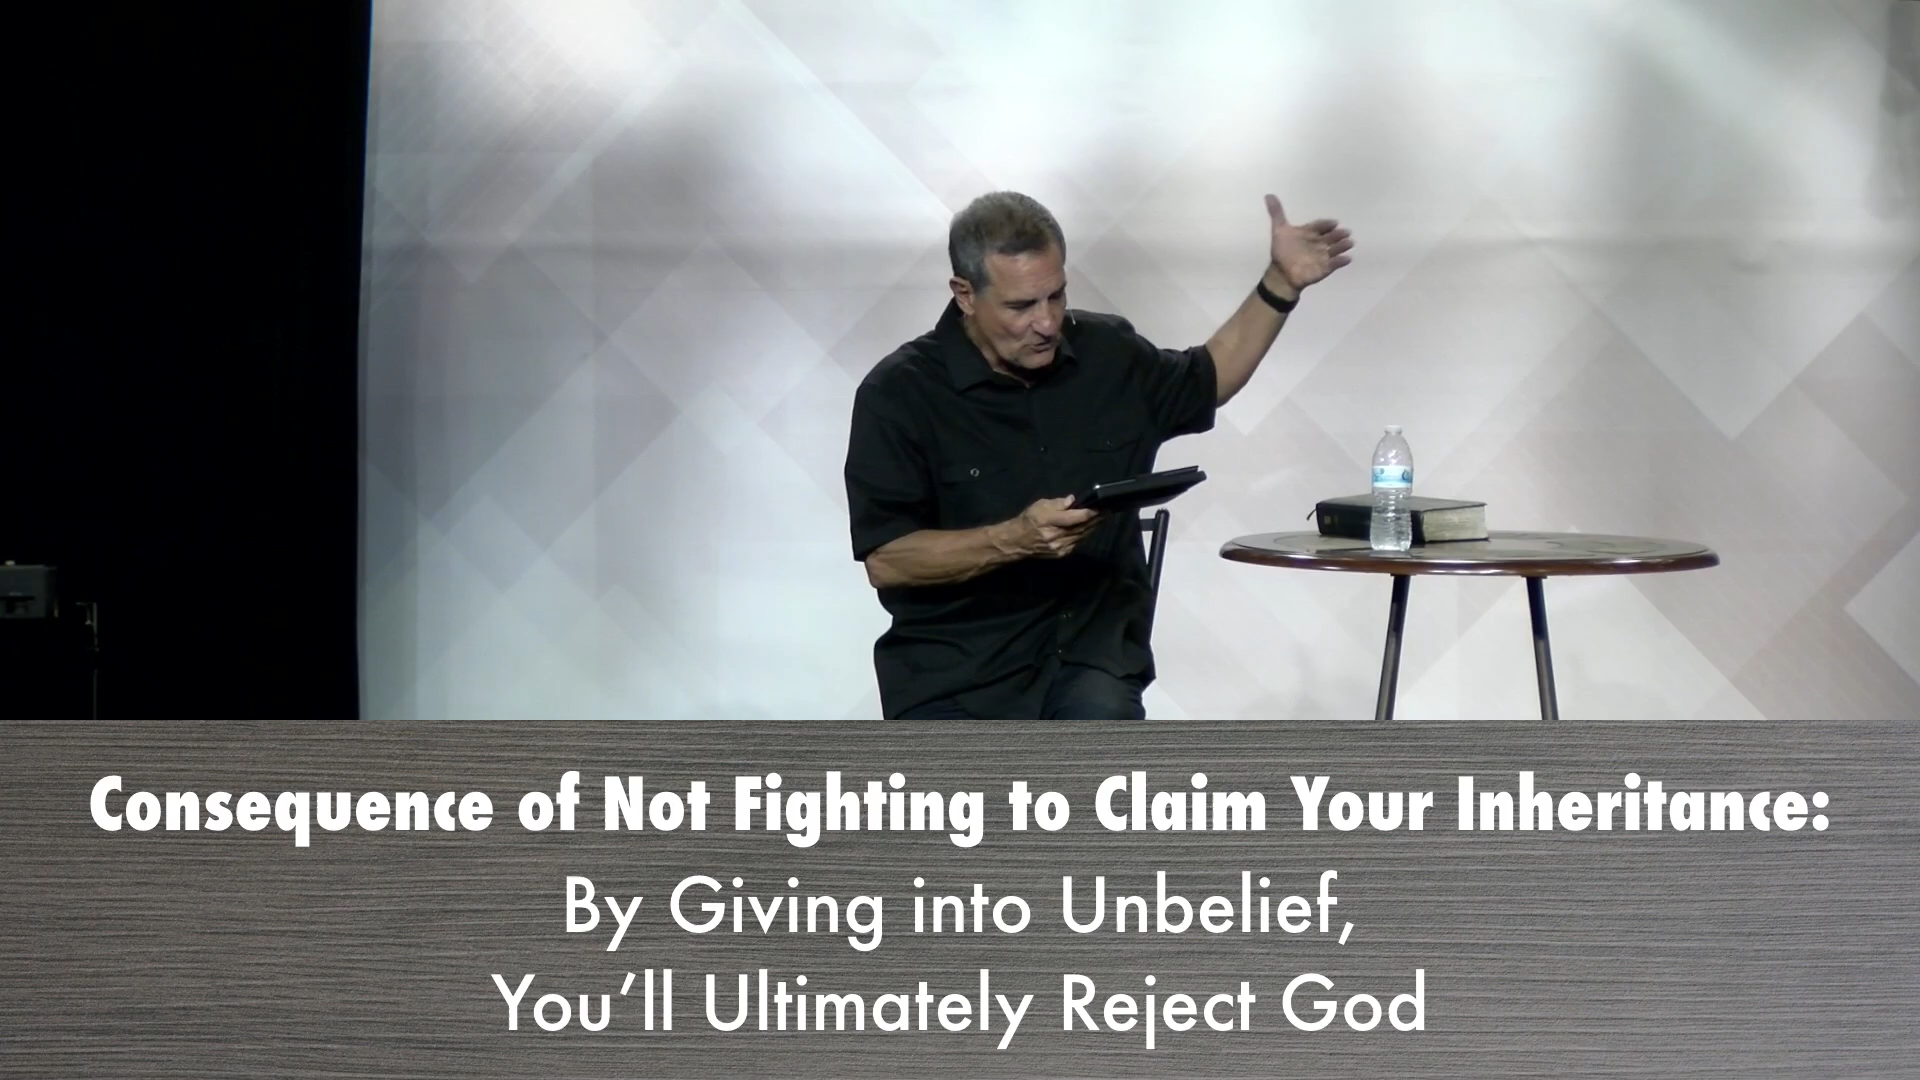 Consequence of Not Fighting to Claim Your Inheritance:
By Giving into Unbelief,
You’ll Ultimately Reject God